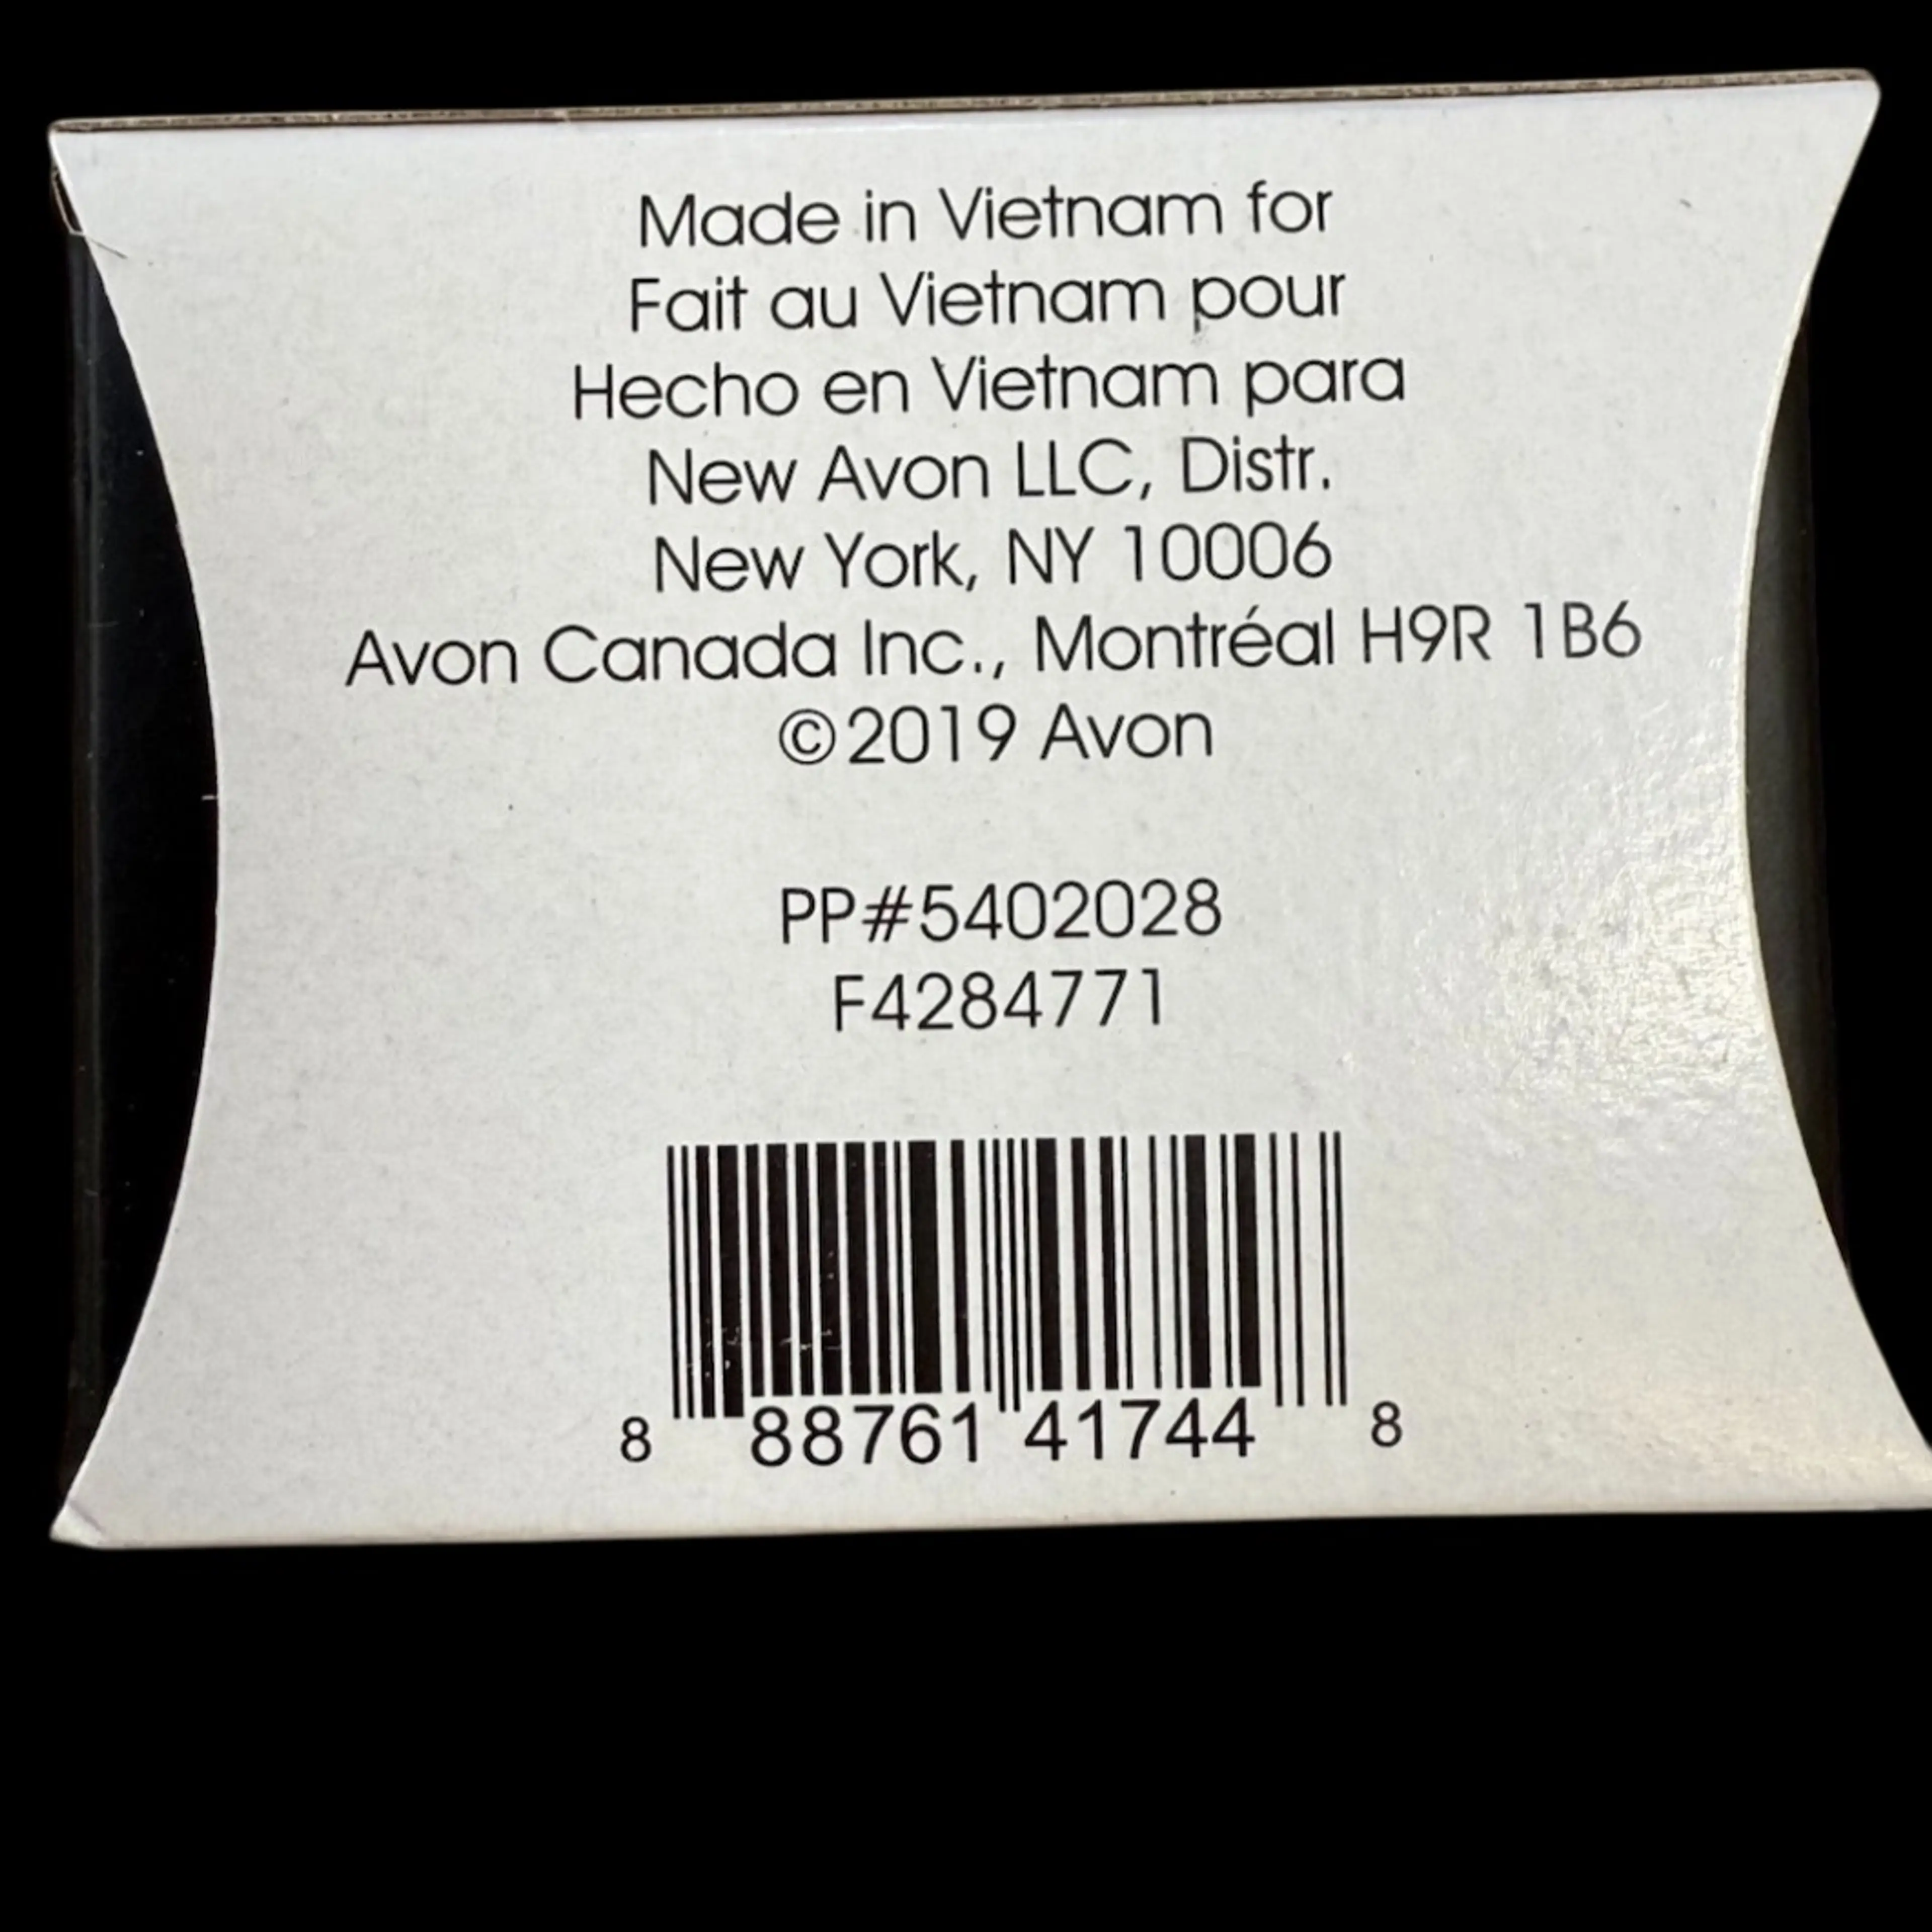 Made in Vietnam for
Fait au Vietnam pour
Hecho en Vietnam para
New Avon LLC, Distr.
New York, NY 10006
Avon Canada Inc., Montréal H9R 1B6
©2019 Avon
PP#5402028
F4284771
8 88761 41744 8